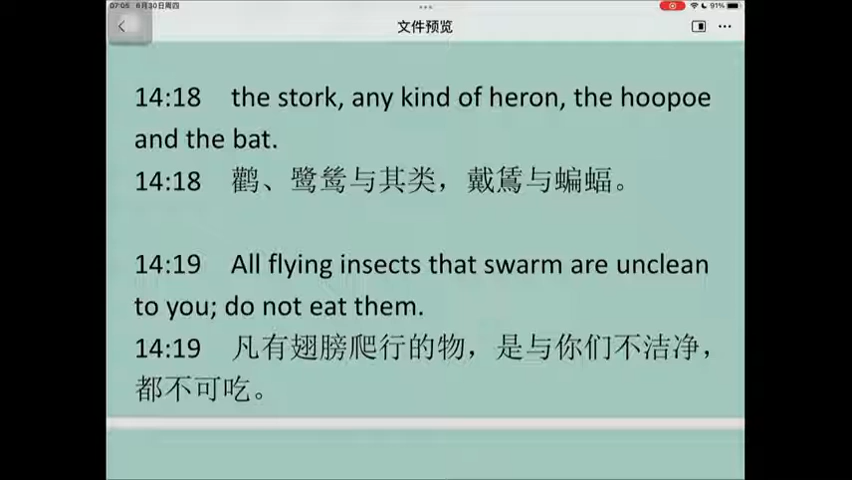 07:05 6月30日周四
91%
文件预览
14:18 the stork, any kind of heron, the hoopoe
and the bat.
14:18 鹳、鹭鸶与其类，戴鵀与蝙蝠。
14:19 All flying insects that swarm are unclean
to you; do not eat them.
14:19 凡有翅膀爬行的物，是与你们不洁净，
都不可吃。